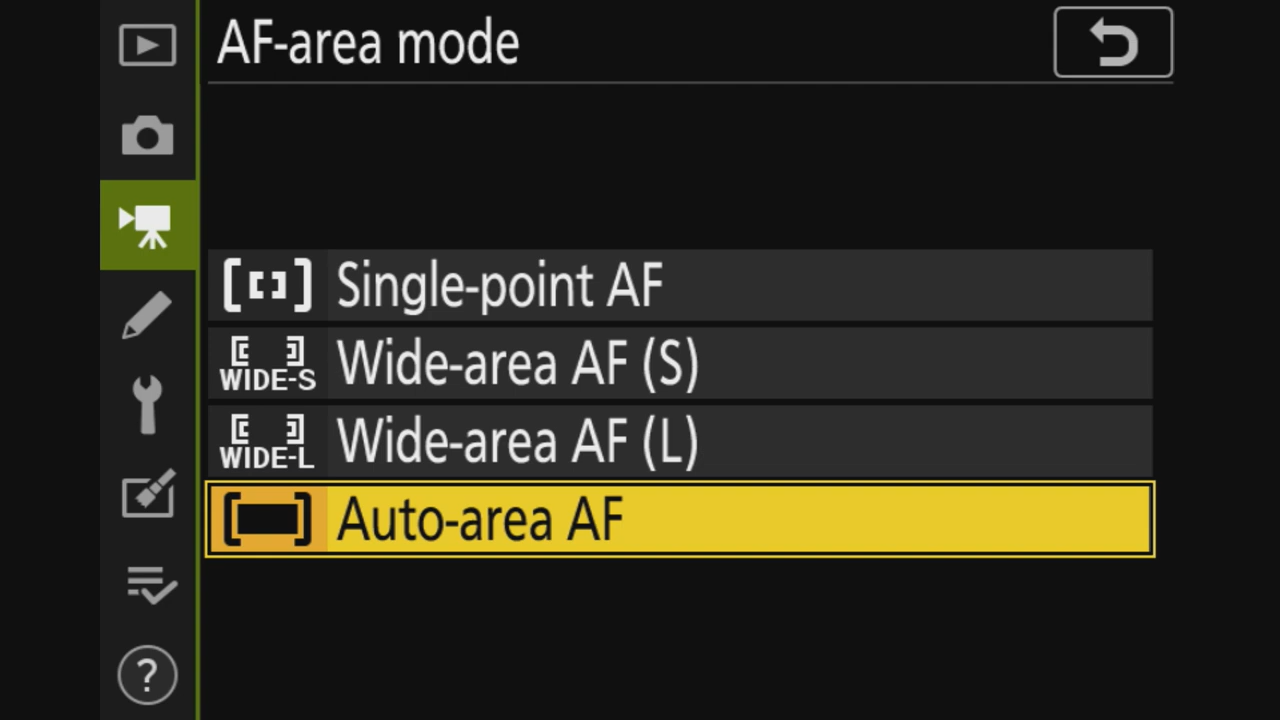 AF-area mode
Single-point AF
WIDE-S Wide-area AF (S)
WIDE-L Wide-area AF (L)
Auto-area AF
?